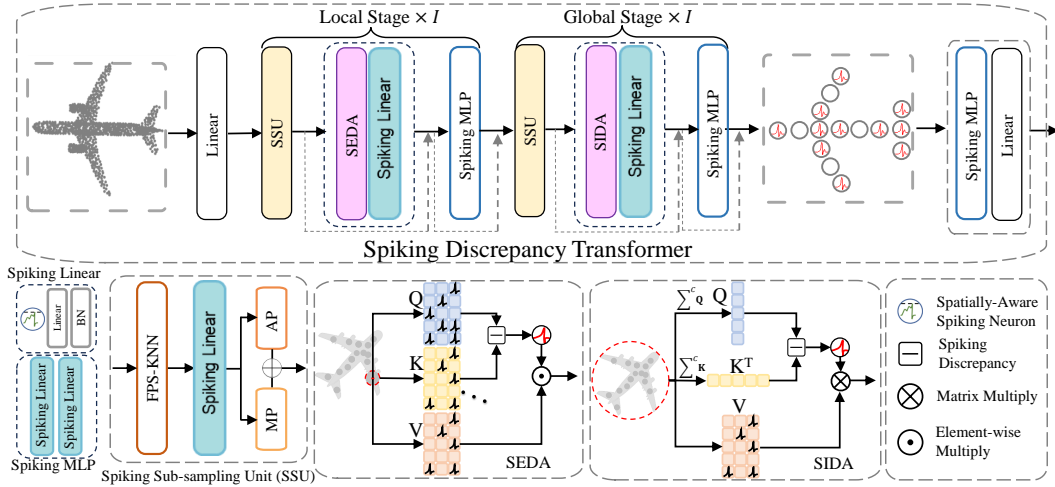 Local Stage × I
Global Stage × I
Linear
SSU
SEDA
Spiking Linear
Spiking MLP
SSU
SIDA
Spiking Linear
Spiking MLP
Spiking MLP
Linear
Spiking Discrepancy Transformer
Spiking Linear
Linear
BN
Spiking Linear
Spiking Linear
Spiking MLP
FPS-KNN
Spiking Linear
AP
MP
Spiking Sub-sampling Unit (SSU)
Q
K
V
SEDA
∑ᶜ_Q Q
∑ᶜ_K Kᵀ
V
SIDA
Spatially-Aware
Spiking Neuron
Spiking
Discrepancy
Matrix Multiply
Element-wise
Multiply